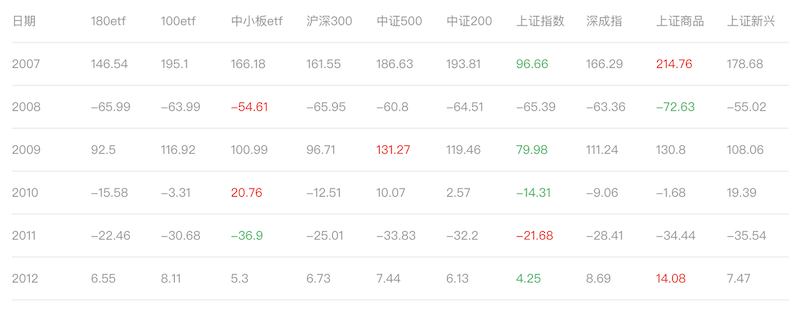 日期 180etf 100etf 中小板etf 沪深300 中证500 中证200 上证指数 深成指 上证商品 上证新兴
2007 146.54 195.1 166.18 161.55 186.63 193.81 96.66 166.29 214.76 178.68
2008 −65.99 −63.99 −54.61 −65.95 −60.8 −64.51 −65.39 −63.36 −72.63 −55.02
2009 92.5 116.92 100.99 96.71 131.27 119.46 79.98 111.24 130.8 108.06
2010 −15.58 −3.31 20.76 −12.51 10.07 2.57 −14.31 −9.06 −1.68 19.39
2011 −22.46 −30.68 −36.9 −25.01 −33.83 −32.2 −21.68 −28.41 −34.44 −35.54
2012 6.55 8.11 5.3 6.73 7.44 6.13 4.25 8.69 14.08 7.47